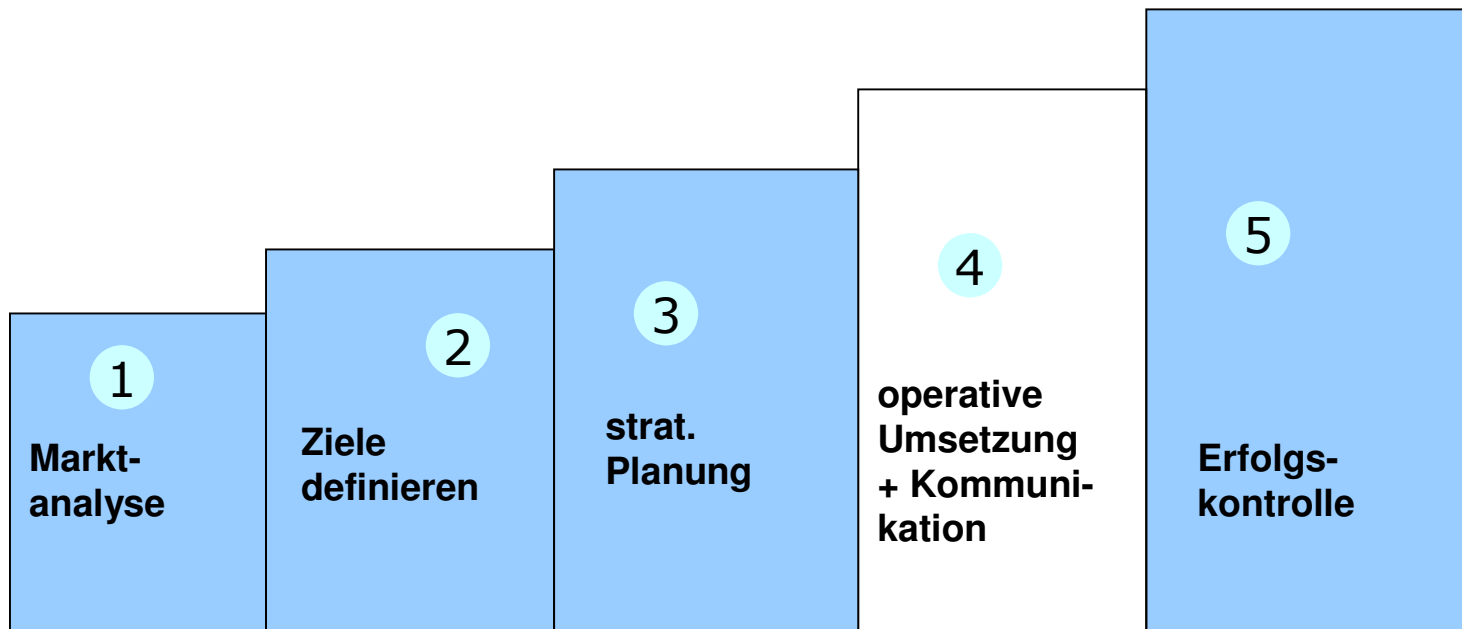 1
Markt-
analyse
2
Ziele
definieren
3
strat.
Planung
4
operative
Umsetzung
+ Kommuni-
kation
5
Erfolgs-
kontrolle